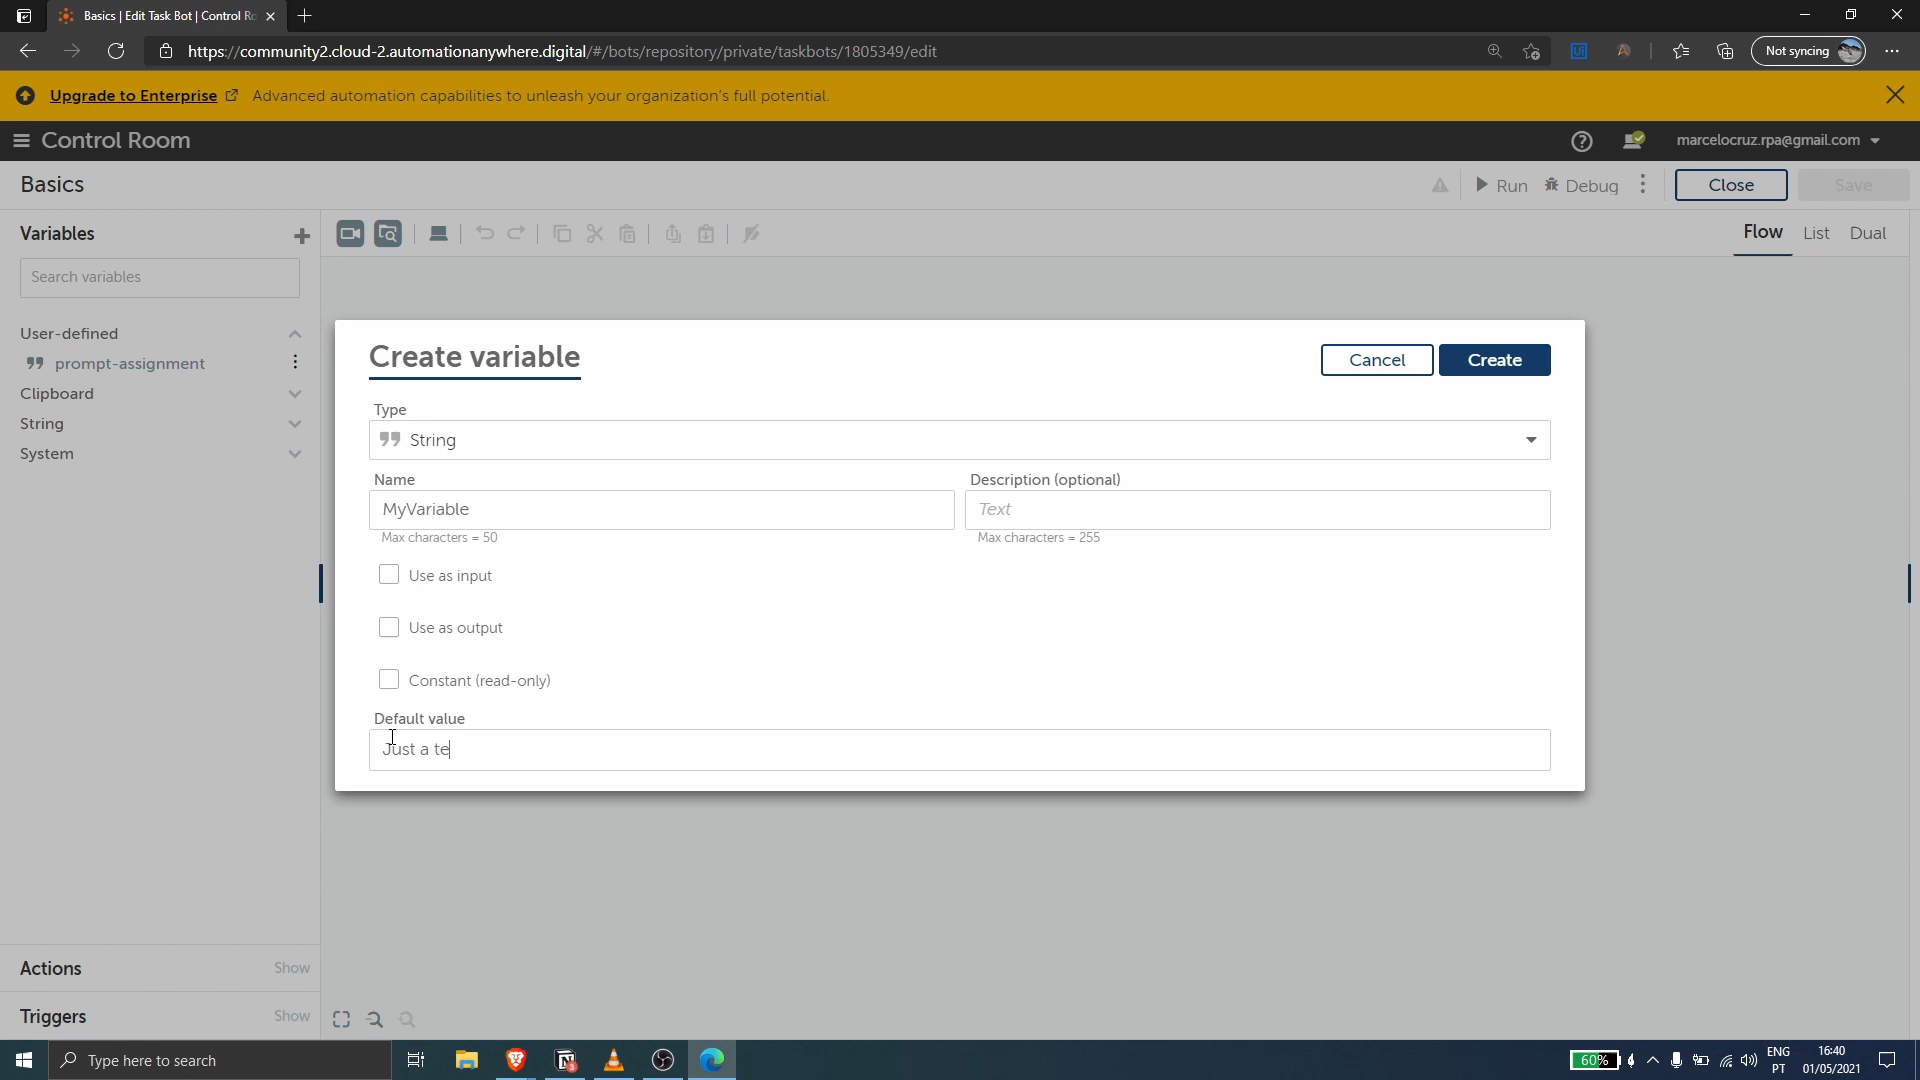 Basics | Edit Task Bot | Control Ro
https://community2.cloud-2.automationanywhere.digital/#/bots/repository/private/taskbots/1805349/edit
Not syncing
Upgrade to Enterprise Advanced automation capabilities to unleash your organization's full potential.
Control Room
marcelocruz.rpa@gmail.com
Basics
Run
Debug
Close
Save
Variables
Flow
List
Dual
Search variables
User-defined
prompt-assignment
Clipboard
String
System
Create variable
Cancel
Create
Type
String
Name
Description (optional)
MyVariable
Text
Max characters = 50
Max characters = 255
Use as input
Use as output
Constant (read-only)
Default value
Just a te
Actions
Show
Triggers
Show
Type here to search
60%
ENG
PT
16:40
01/05/2021